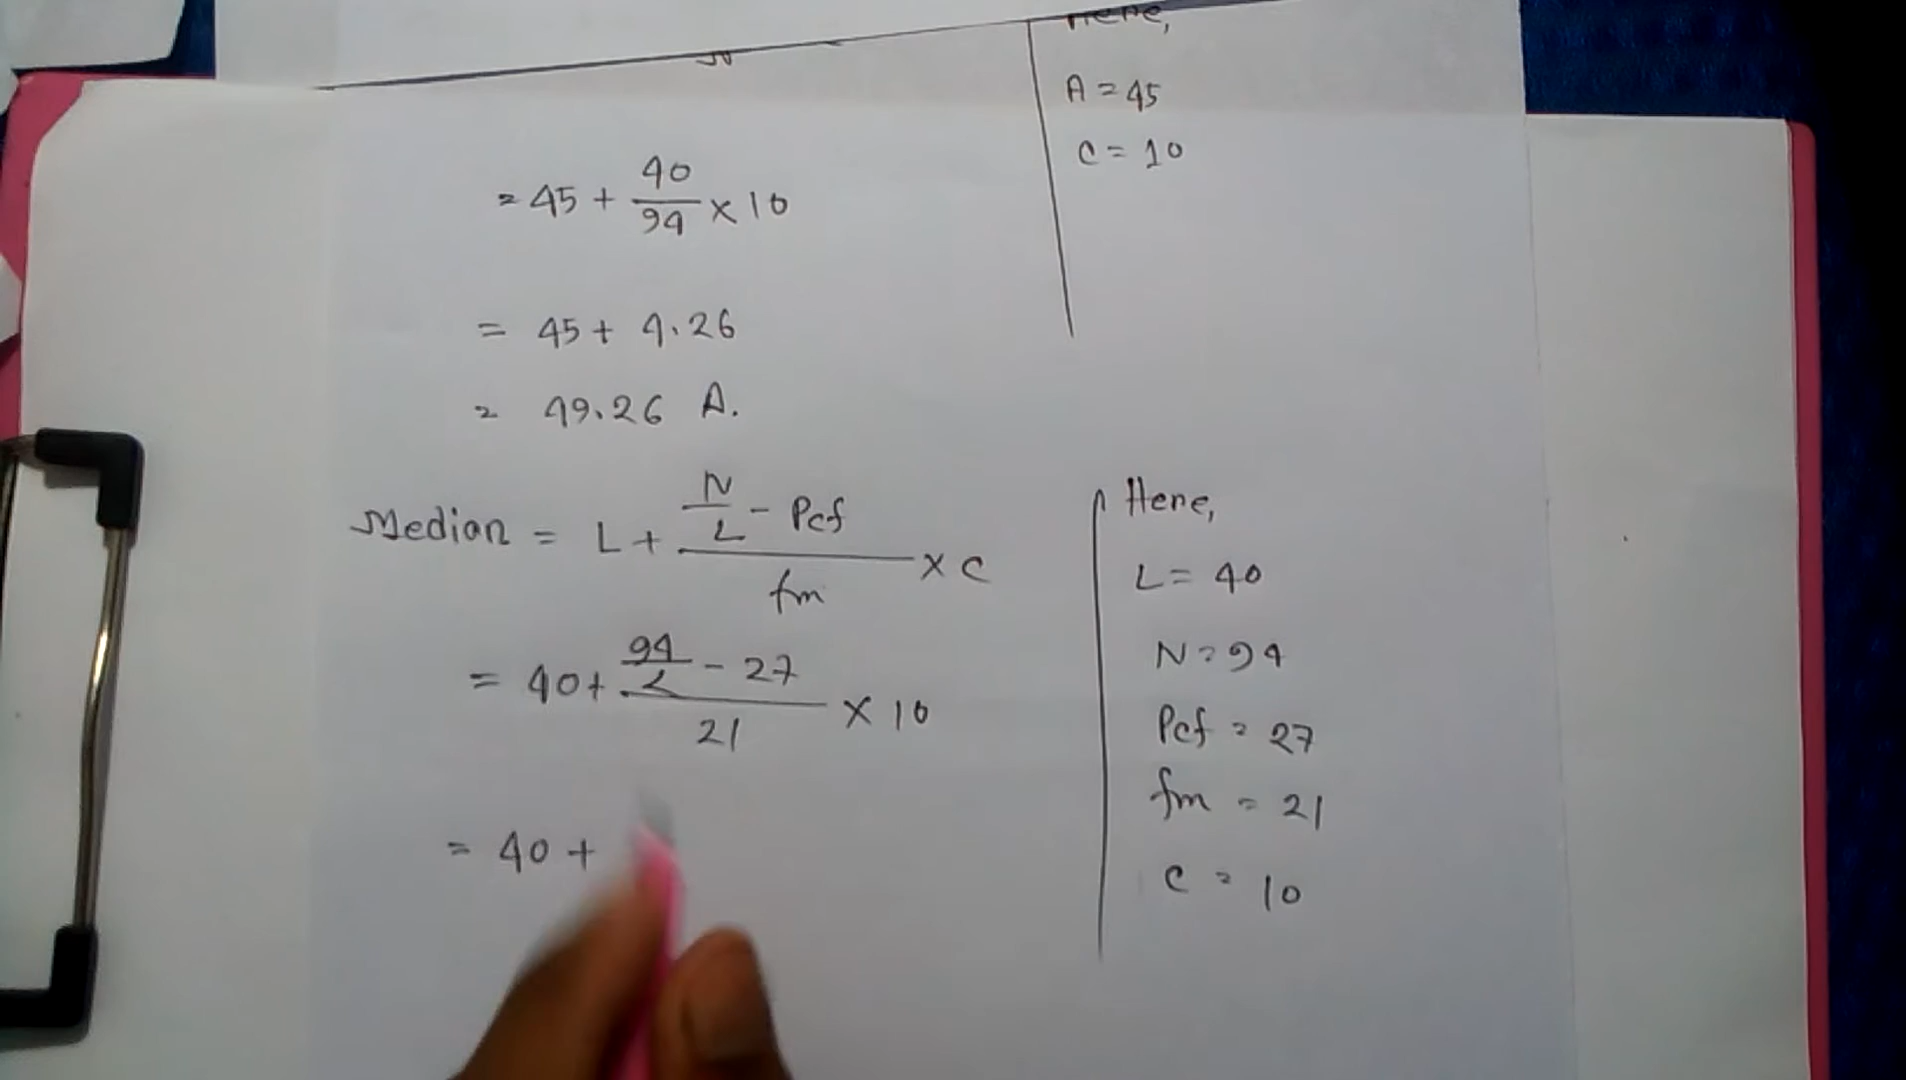 Here,
A = 45
C = 10
= 45 + 40/94 × 10
= 45 + 4.26
= 49.26 A.
Median = L + (N/2 - Pcf)/fm × C
= 40 + (94/2 - 27)/21 × 10
= 40 +
Here,
L = 40
N = 94
Pcf = 27
fm = 21
C = 10